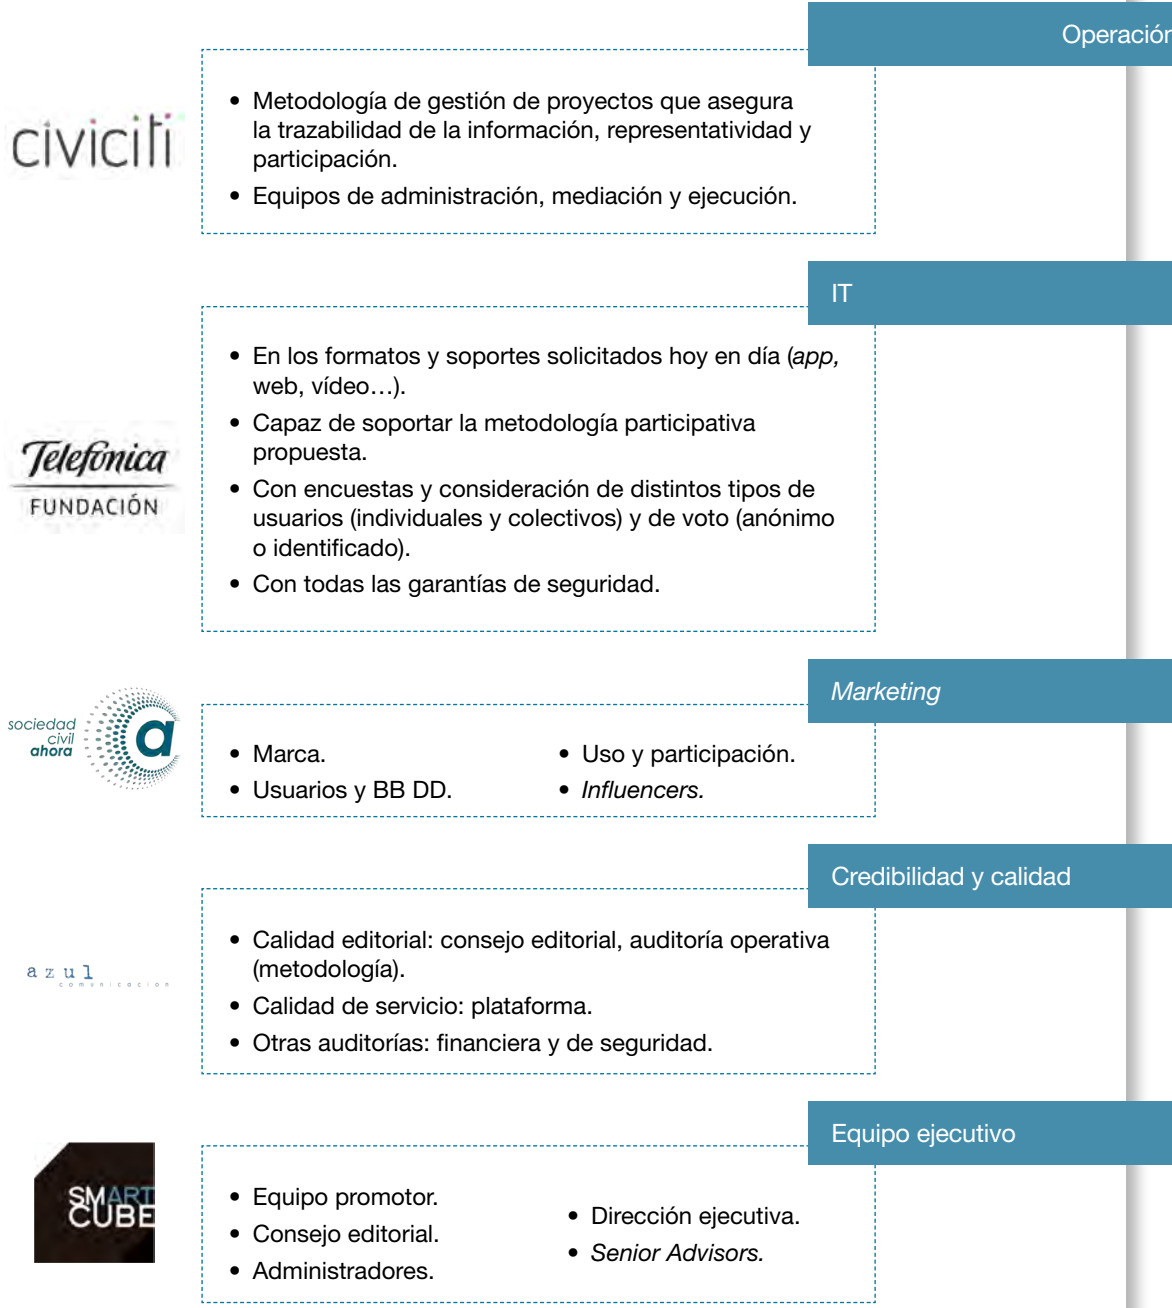 Operación
civiciti
• Metodología de gestión de proyectos que asegura
la trazabilidad de la información, representatividad y
participación.
• Equipos de administración, mediación y ejecución.
IT
Telefónica
FUNDACIÓN
• En los formatos y soportes solicitados hoy en día (app,
web, vídeo…).
• Capaz de soportar la metodología participativa
propuesta.
• Con encuestas y consideración de distintos tipos de
usuarios (individuales y colectivos) y de voto (anónimo
o identificado).
• Con todas las garantías de seguridad.
Marketing
sociedad
civil
ahora
a
• Marca.
• Usuarios y BB DD.
• Uso y participación.
• Influencers.
Credibilidad y calidad
azul
comunicacion
• Calidad editorial: consejo editorial, auditoría operativa
(metodología).
• Calidad de servicio: plataforma.
• Otras auditorías: financiera y de seguridad.
Equipo ejecutivo
SMART
CUBE
• Equipo promotor.
• Consejo editorial.
• Administradores.
• Dirección ejecutiva.
• Senior Advisors.